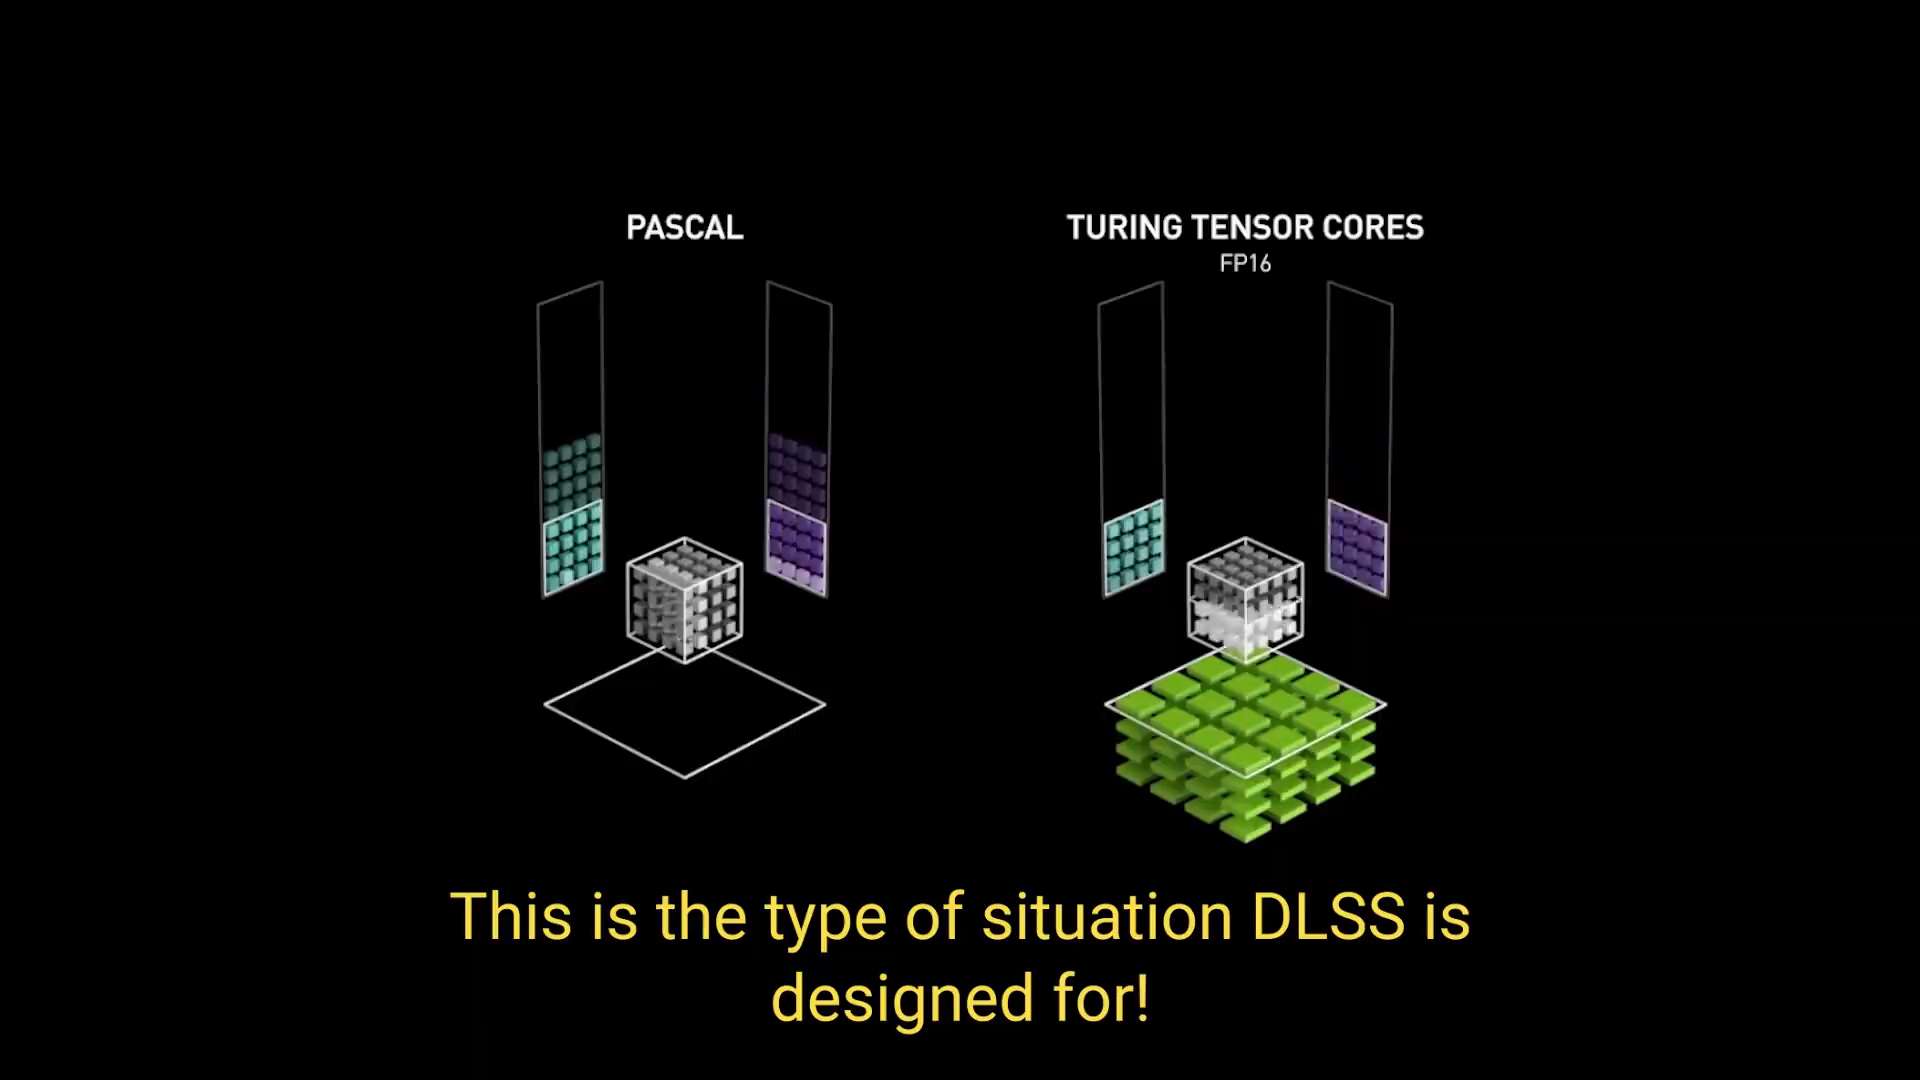 PASCAL
TURING TENSOR CORES
FP16
This is the type of situation DLSS is
designed for!